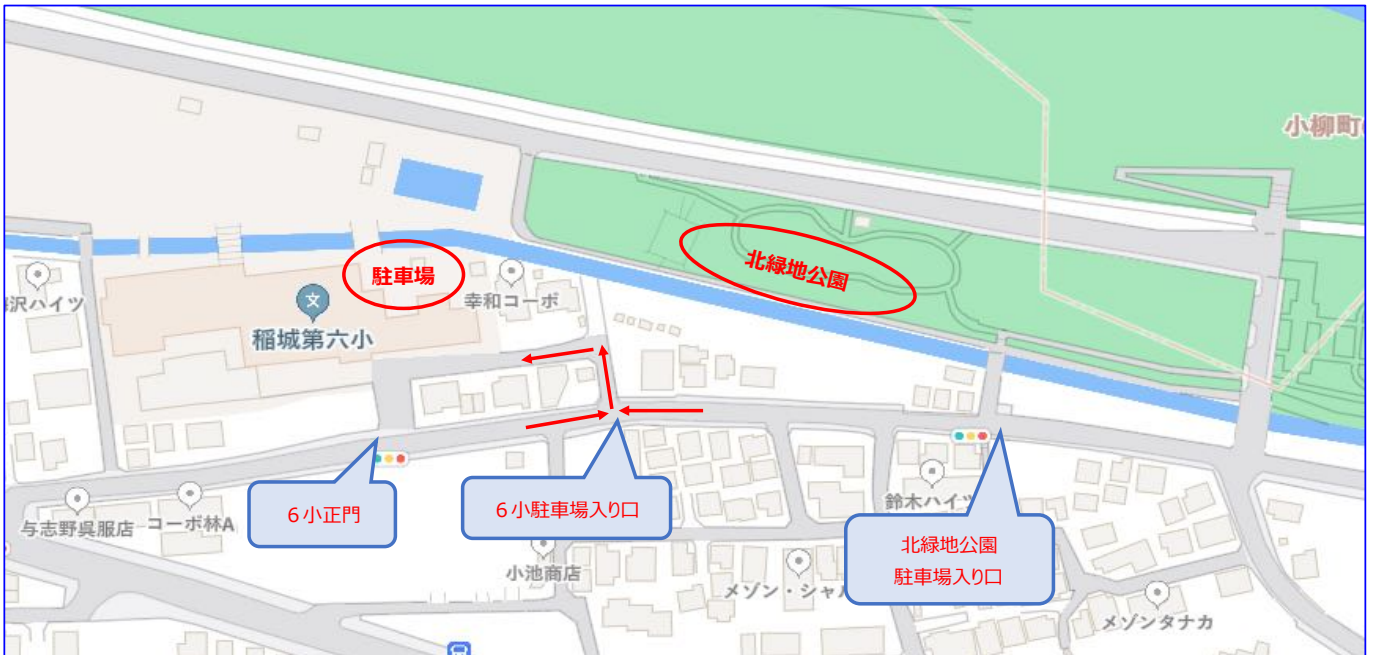 小柳町
北緑地公園
駐車場
幸和コーポ
沢ハイツ
文
稲城第六小
6小正門
6小駐車場入り口
鈴木ハイツ
与志野呉服店
コーポ林A
北緑地公園
駐車場入り口
小池商店
メゾン・シャル
メゾンタナカ